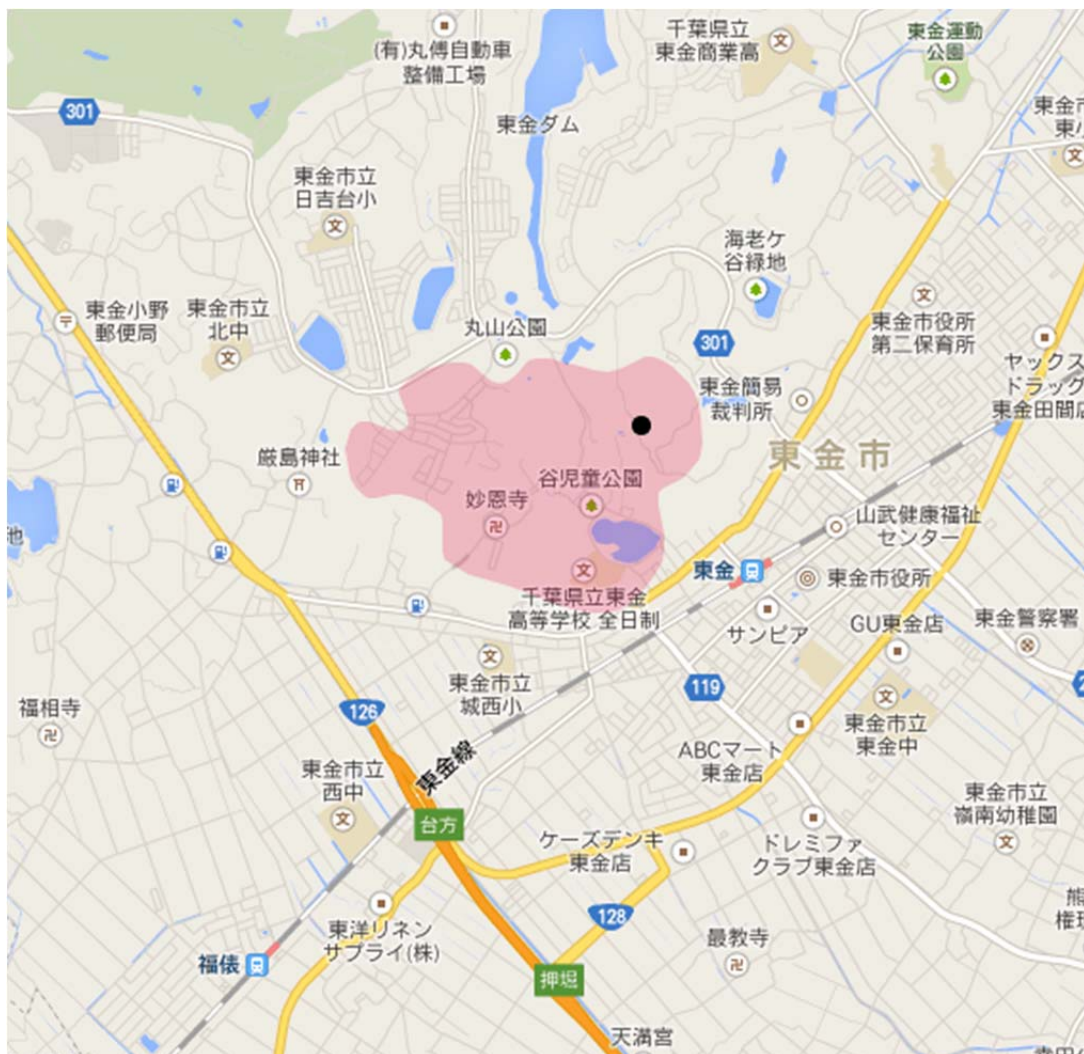 (有)丸傅自動車
整備工場
千葉県立
東金商業高
東金運動
公園
301
東金ダム
東金市立
日吉台小
海老ケ
谷緑地
東金小野
郵便局
東金市立
北中
丸山公園
301
東金市役所
第二保育所
ヤックス
ドラッグ
東金田間店
東金簡易
裁判所
東金市
厳島神社
妙恩寺
谷児童公園
池
山武健康福祉
センター
東金
東金市役所
千葉県立東金
高等学校 全日制
サンピア
GU東金店
東金警察署
東金市立
城西小
119
福相寺
126
東金線
ABCマート
東金店
東金市立
東金中
東金市立
西中
台方
東金市立
嶺南幼稚園
ケーズデンキ
東金店
ドレミファ
クラブ東金店
東洋リネン
サプライ(株)
128
最教寺
福俵
押堀
天満宮